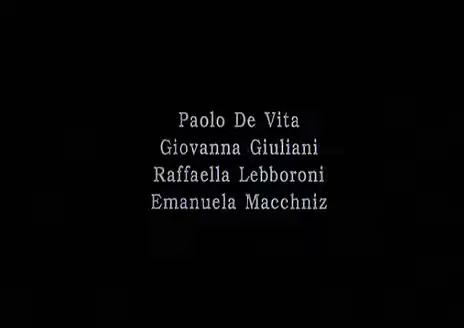 Paolo De Vita
Giovanna Giuliani
Raffaella Lebboroni
Emanuela Macchniz